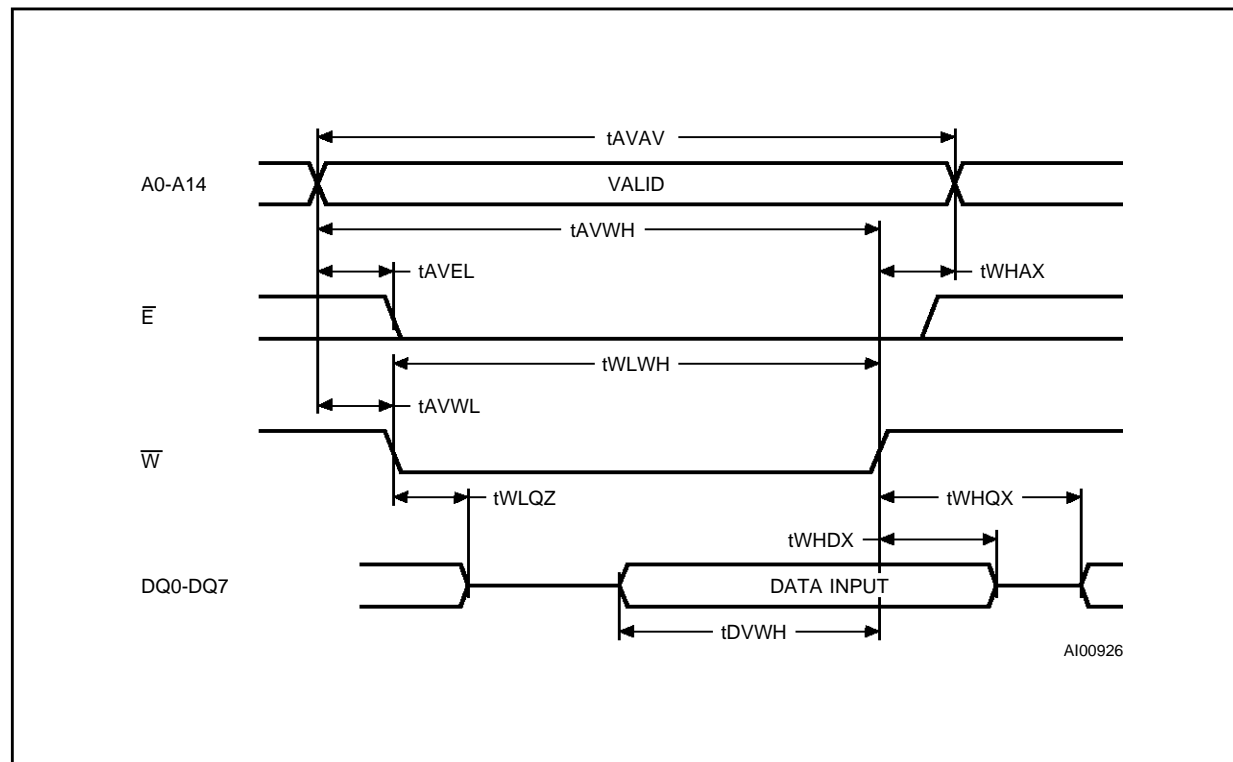 tAVAV
A0-A14
VALID
tAVWH
tAVEL
tWHAX
E̅
tWLWH
tAVWL
W̅
tWLQZ
tWHQX
tWHDX
DQ0-DQ7
DATA INPUT
tDVWH
AI00926